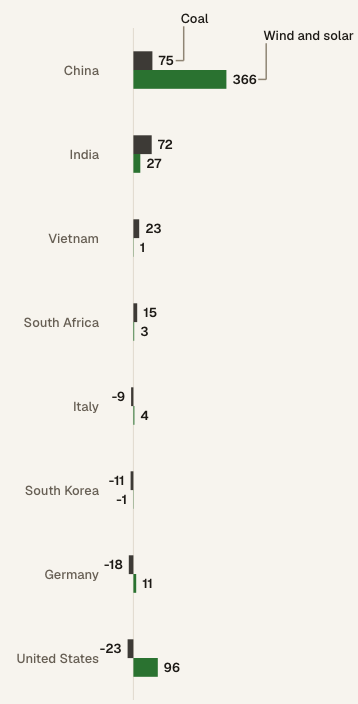 Coal
Wind and solar
China
75
366
India
72
27
Vietnam
23
1
South Africa
15
3
Italy
-9
4
South Korea
-11
-1
Germany
-18
11
United States
-23
96